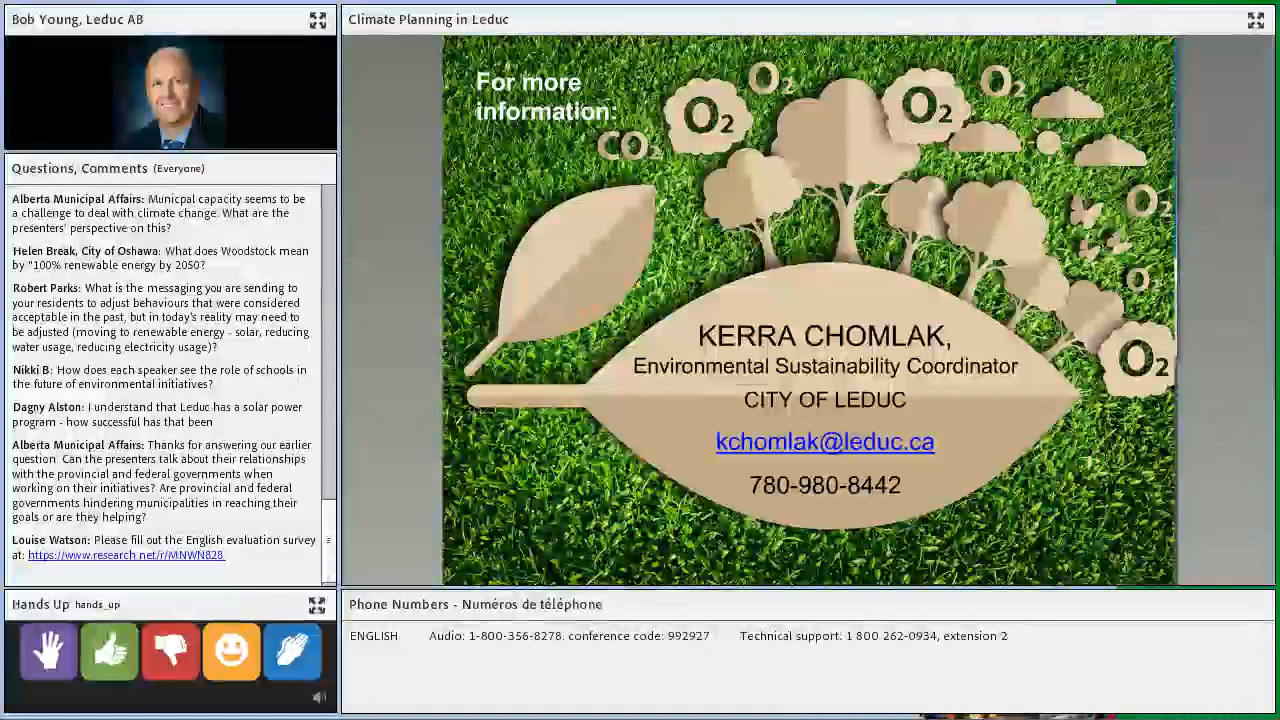 Bob Young, Leduc AB
Questions, Comments (Everyone)
Alberta Municipal Affairs: Municpal capacity seems to
be a challenge to deal with climate change. What are the
presenters' perspective on this?
Helen Break, City of Oshawa: What does Woodstock mean
by "100% renewable energy by 2050?
Robert Parks: What is the messaging you are sending to
your residents to adjust behaviours that were considered
acceptable in the past, but in today's reality may need to
be adjusted (moving to renewable energy - solar, reducing
water usage, reducing electricity usage)?
Nikki B: How does each speaker see the role of schools in
the future of environmental initiatives?
Dagny Alston: I understand that Leduc has a solar power
program - how successful has that been
Alberta Municipal Affairs: Thanks for answering our earlier
question. Can the presenters talk about their relationships
with the provincial and federal governments when
working on their initiatives? Are provincial and federal
governments hindering municipalities in reaching their
goals or are they helping?
Louise Watson: Please fill out the English evaluation survey
at: https://www.research.net/r/MNWN828
Hands Up hands_up
Climate Planning in Leduc
For more
information:
CO2
O2
O2
O2
O2
O2
O2
O2
KERRA CHOMLAK,
Environmental Sustainability Coordinator
CITY OF LEDUC
kchomlak@leduc.ca
780-980-8442
Phone Numbers - Numéros de téléphone
ENGLISH Audio: 1-800-356-8278. conference code: 992927 Technical support: 1 800 262-0934, extension 2